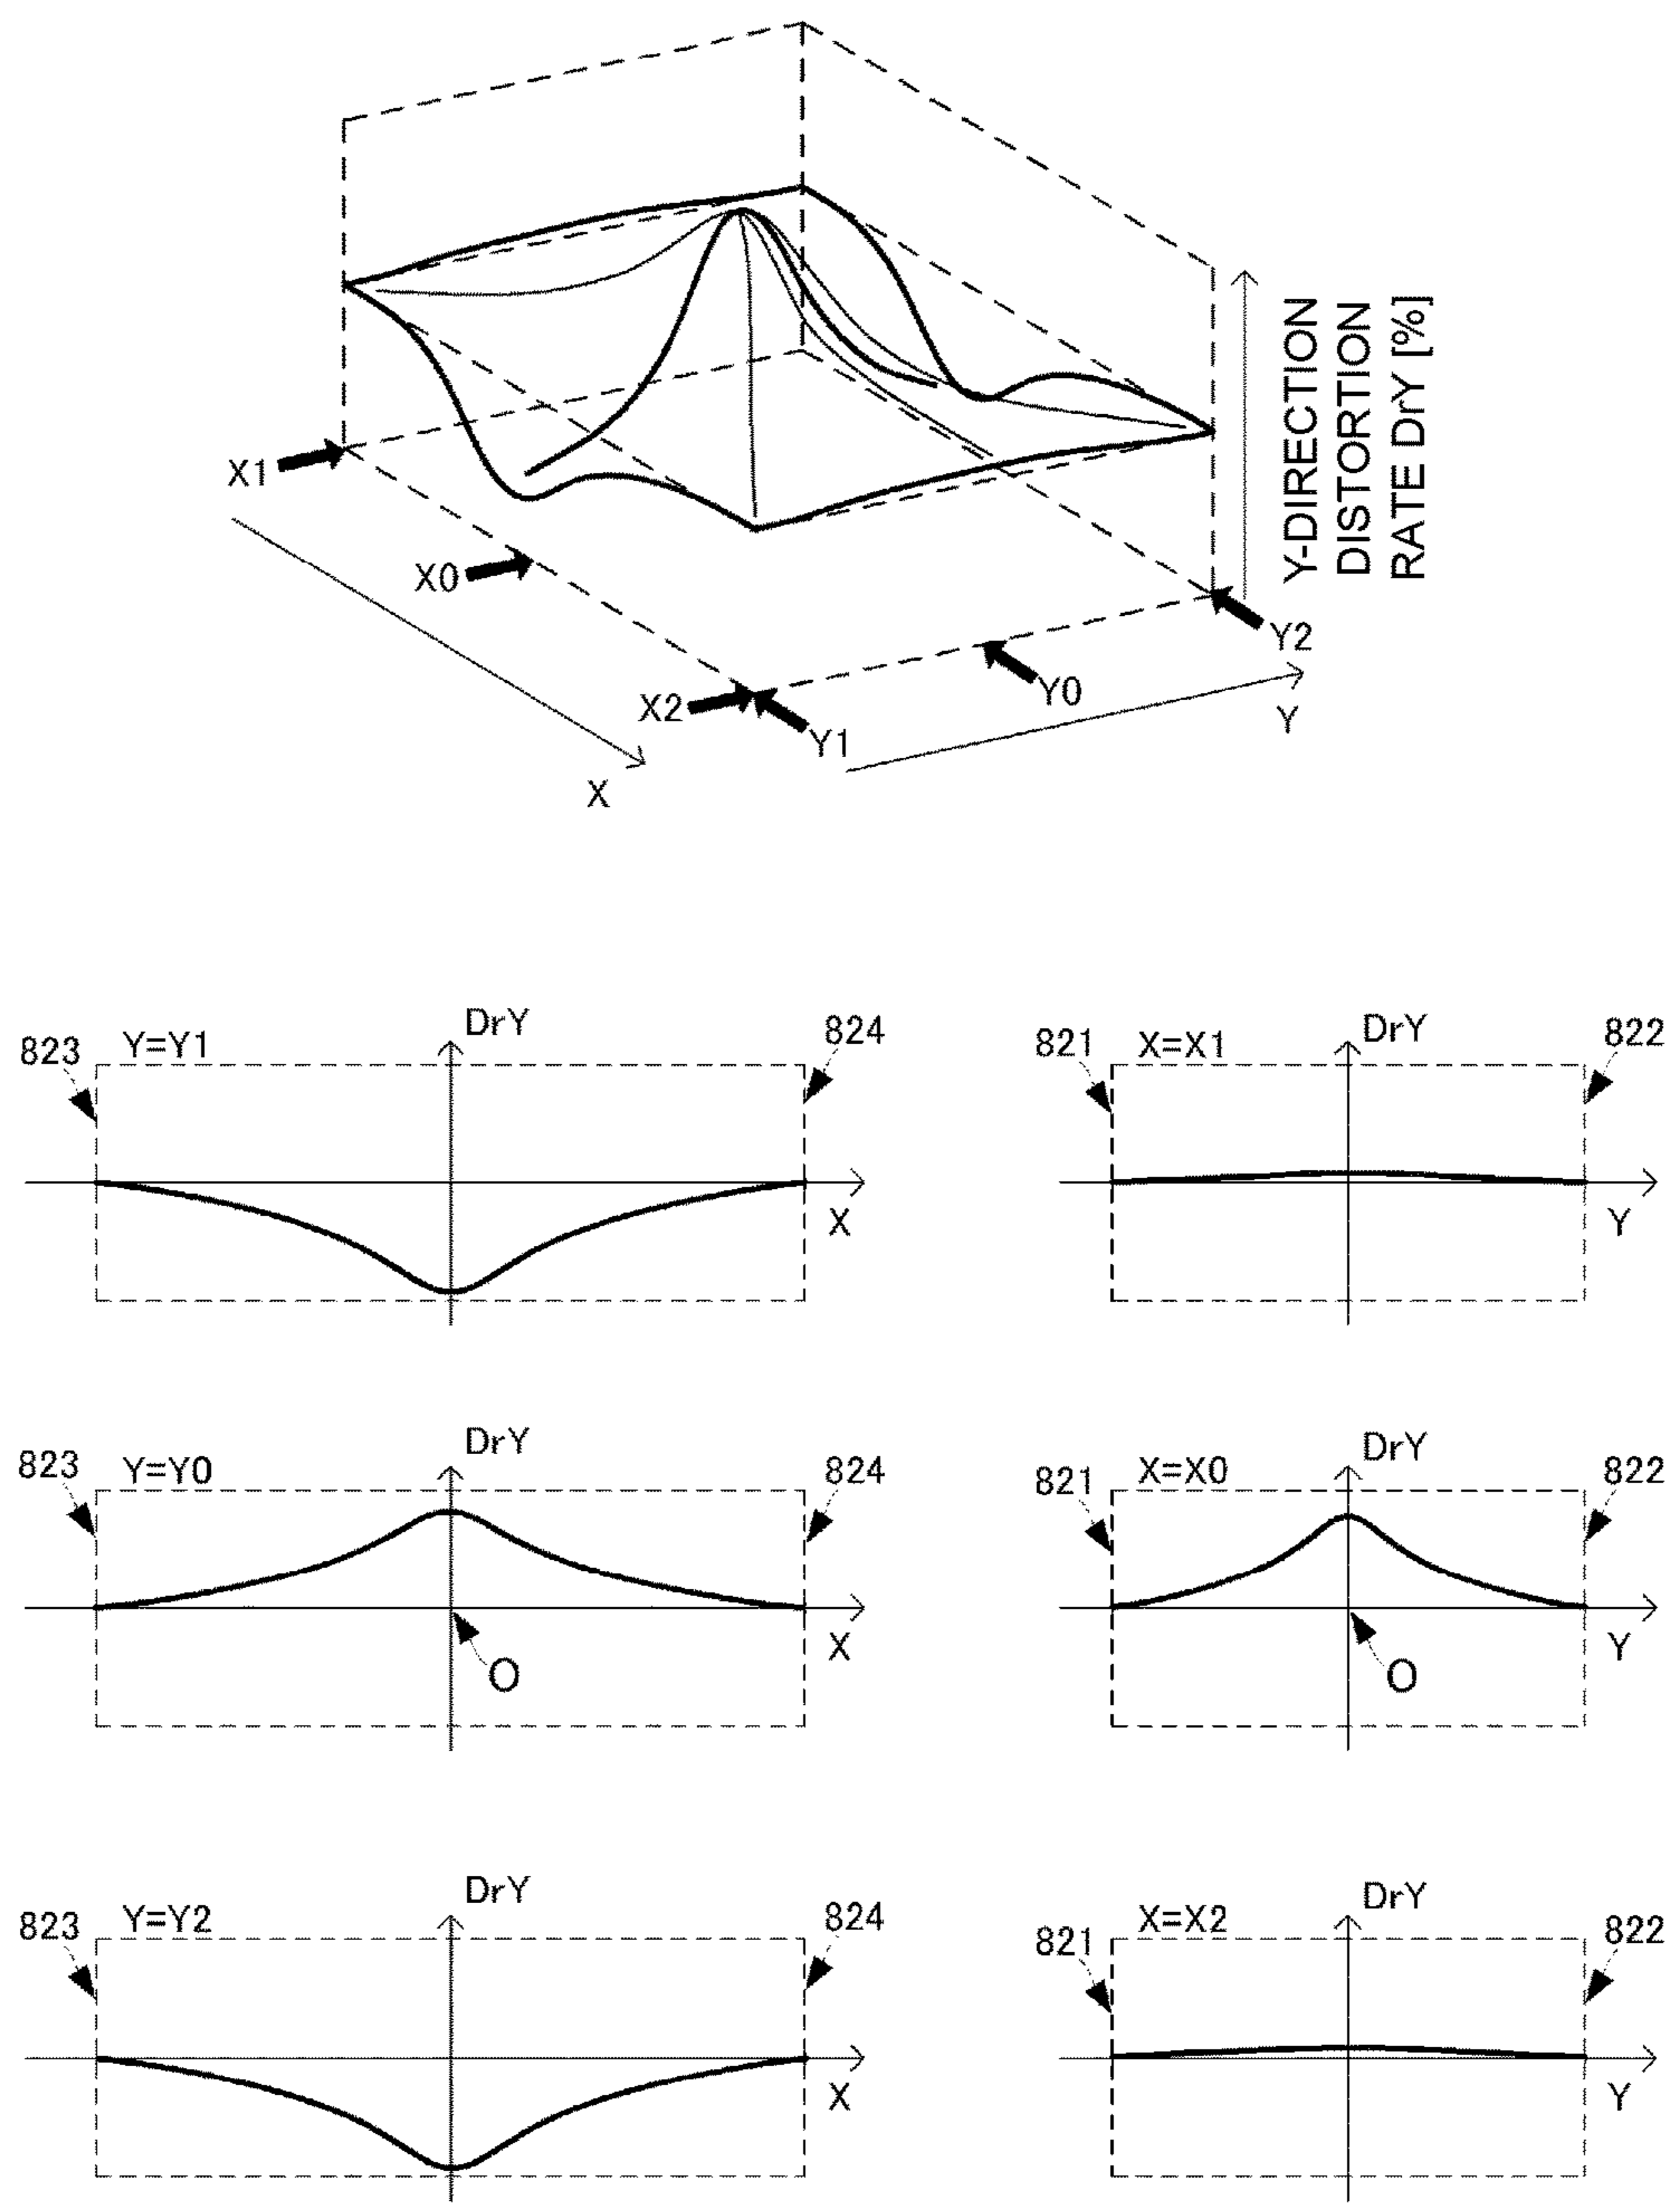 Y-DIRECTION
DISTORTION
RATE DrY [%]
X1
X0
X2
Y1
Y0
Y2
X
Y
823
Y=Y1
DrY
824
X
821
X=X1
DrY
822
Y
823
Y=Y0
DrY
824
X
O
821
X=X0
DrY
822
Y
O
823
Y=Y2
DrY
824
X
821
X=X2
DrY
822
Y